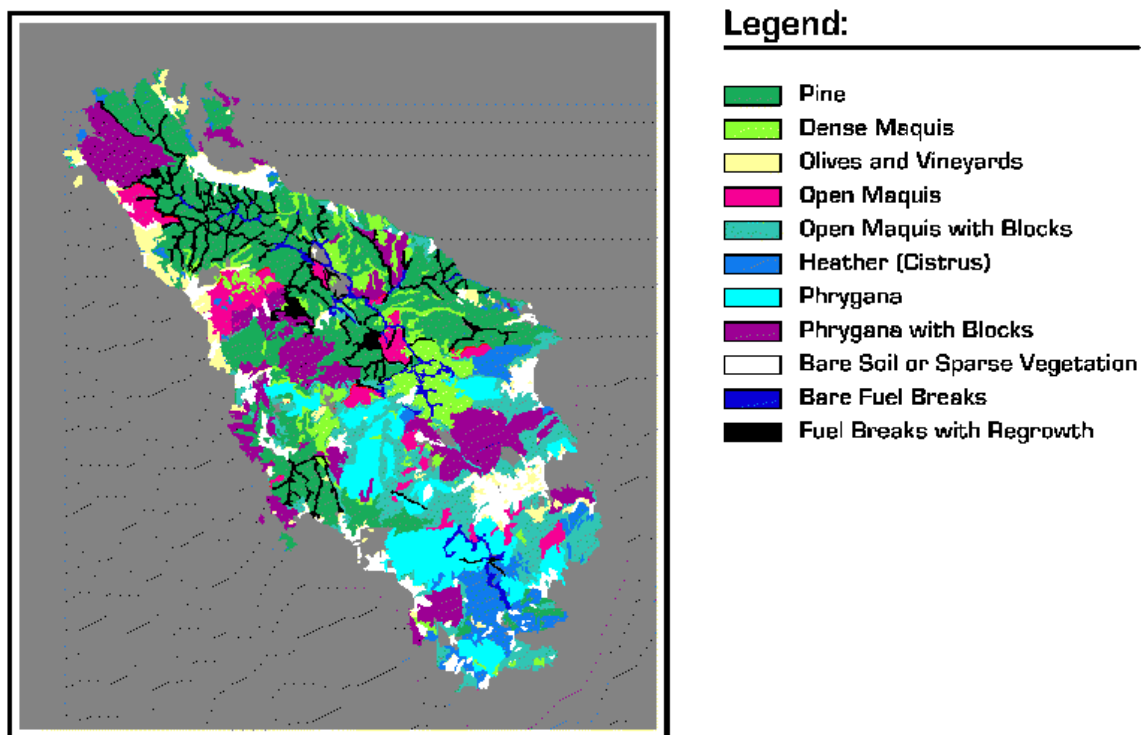 Legend:
Pine
Dense Maquis
Olives and Vineyards
Open Maquis
Open Maquis with Blocks
Heather (Cistrus)
Phrygana
Phrygana with Blocks
Bare Soil or Sparse Vegetation
Bare Fuel Breaks
Fuel Breaks with Regrowth